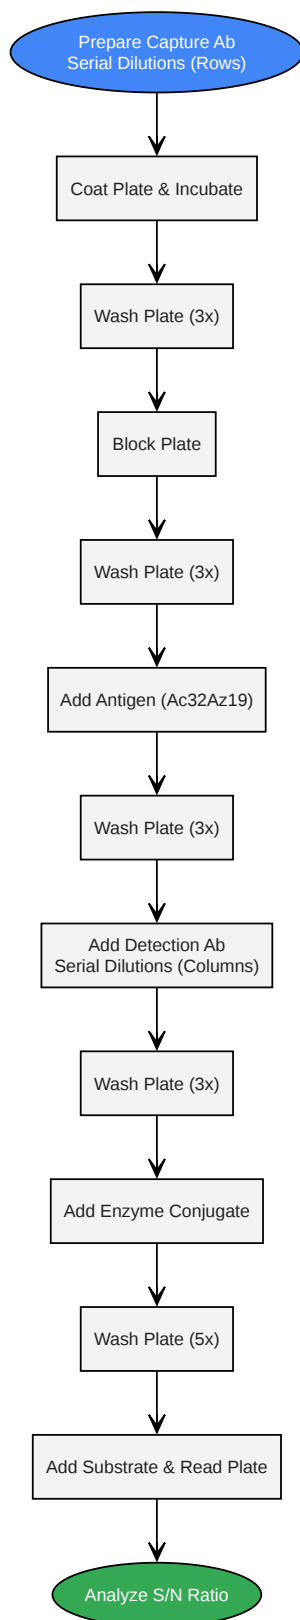 Prepare Capture Ab
Serial Dilutions (Rows)
Coat Plate & Incubate
Wash Plate (3x)
Block Plate
Wash Plate (3x)
Add Antigen (Ac32Az19)
Wash Plate (3x)
Add Detection Ab
Serial Dilutions (Columns)
Wash Plate (3x)
Add Enzyme Conjugate
Wash Plate (5x)
Add Substrate & Read Plate
Analyze S/N Ratio